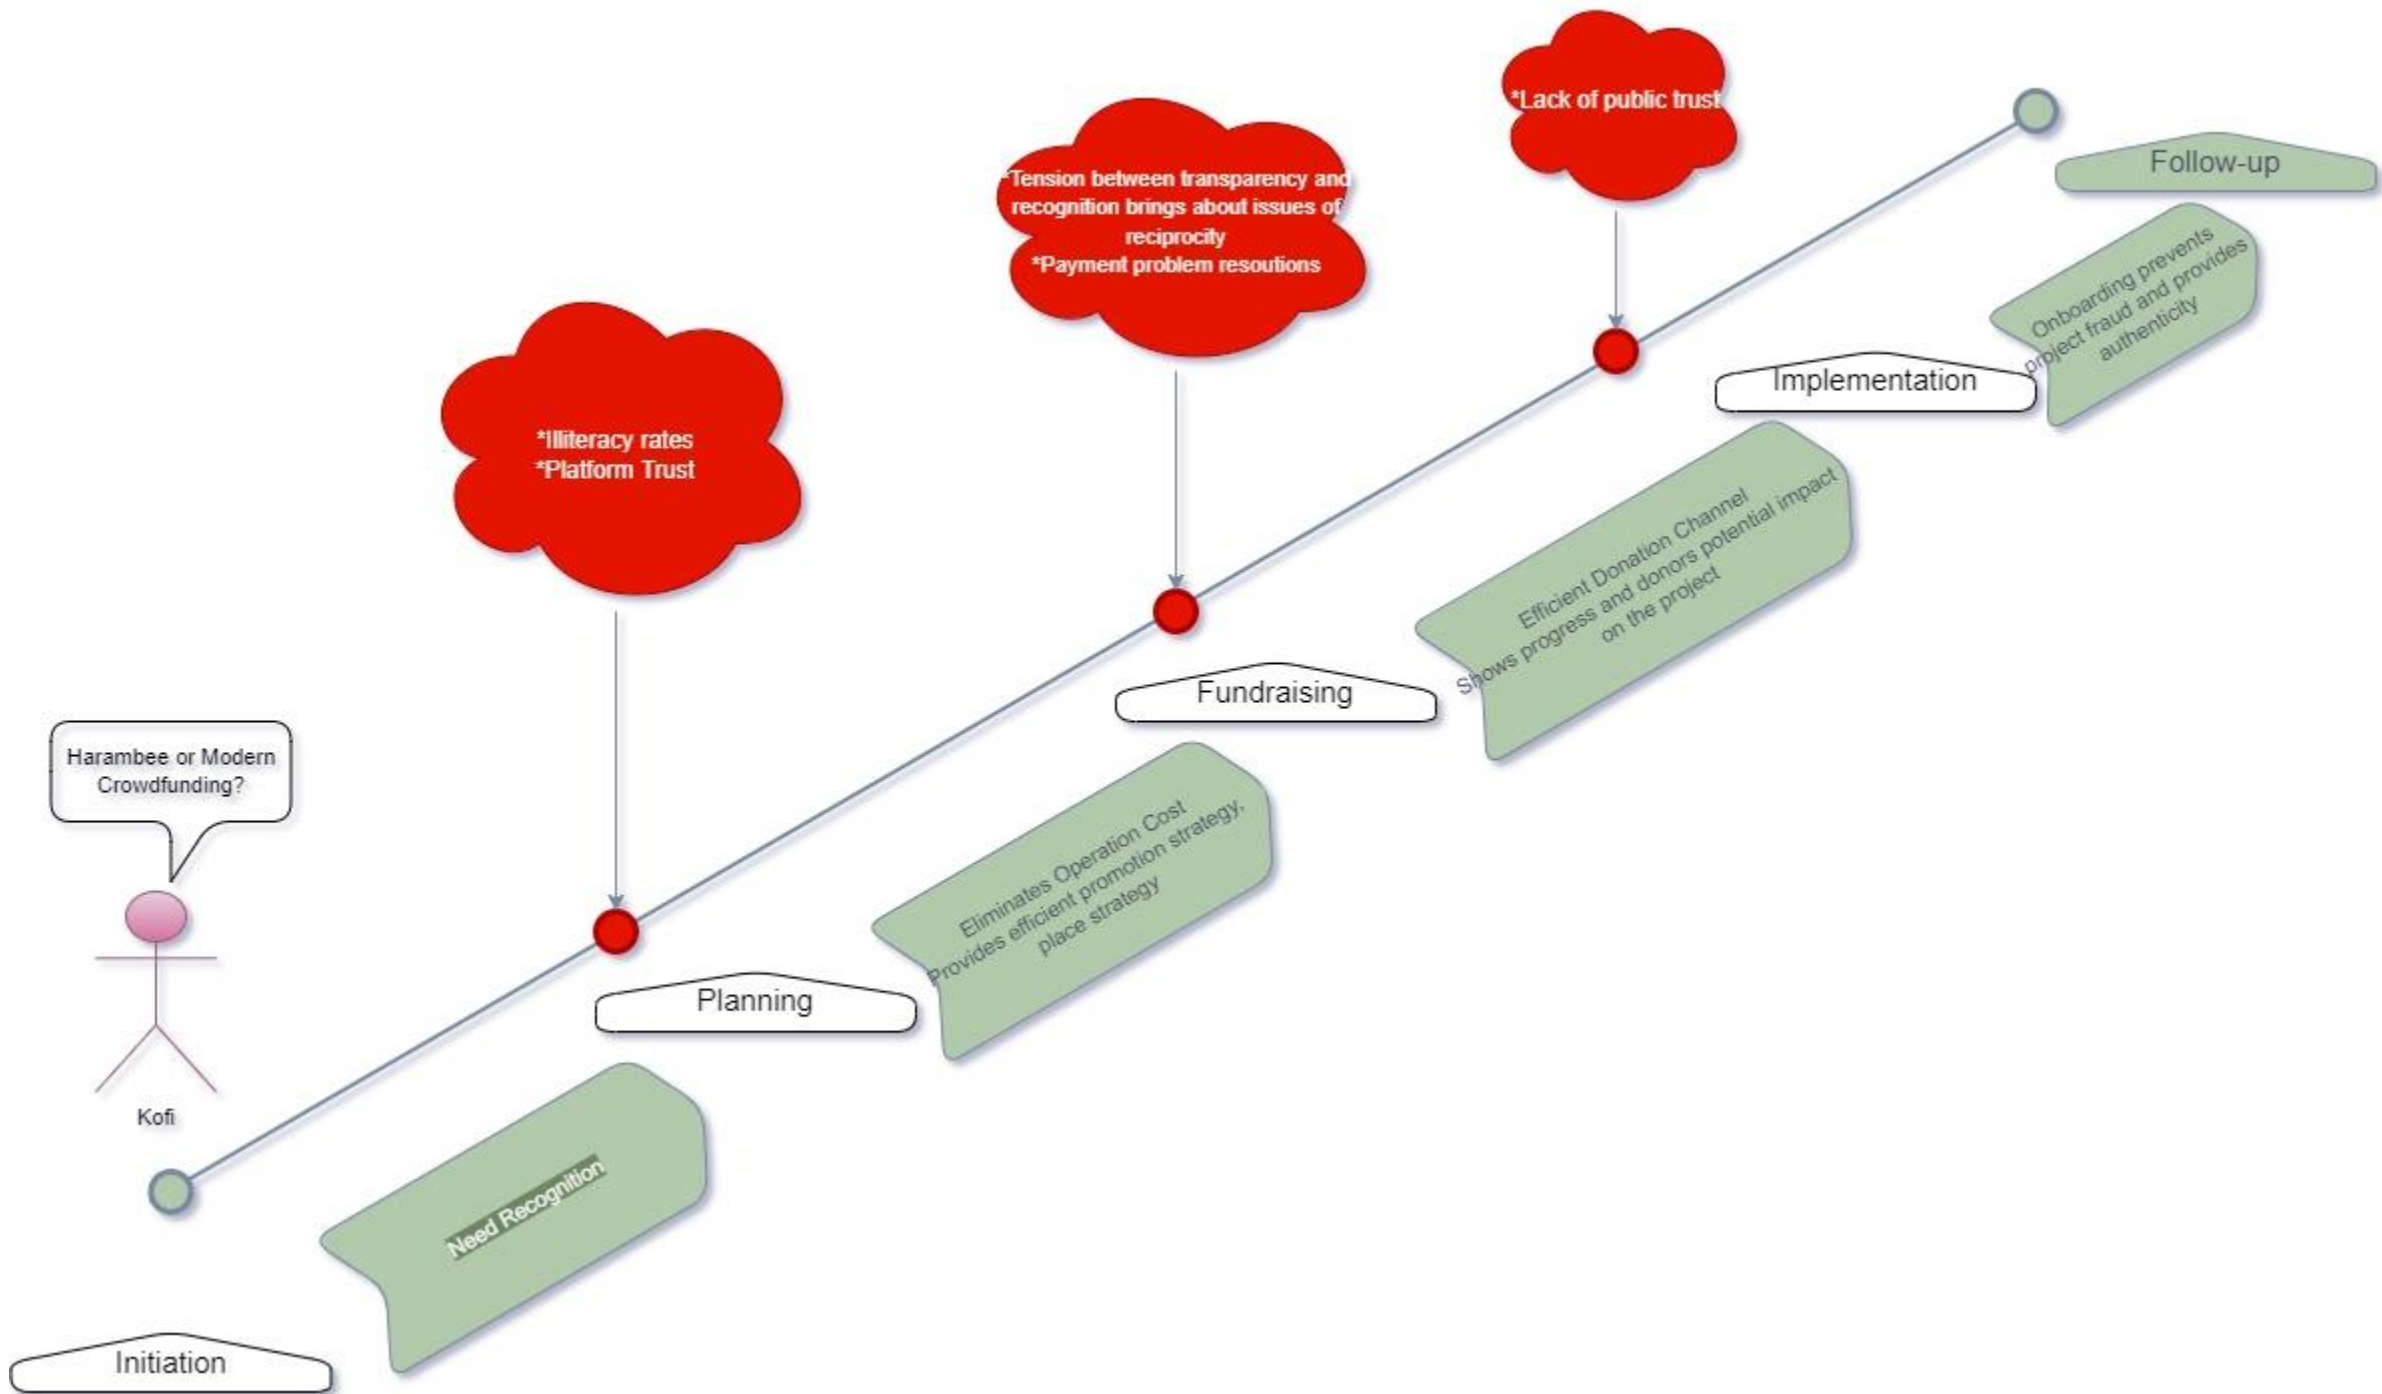 *Lack of public trust
*Tension between transparency and
recognition brings about issues of
reciprocity
*Payment problem resoutions
Follow-up
Onboarding prevents
project fraud and provides
authenticity
*Illiteracy rates
*Platform Trust
Implementation
Efficient Donation Channel
Shows progress and donors potential impact
on the project
Fundraising
Harambee or Modern
Crowdfunding?
Eliminates Operation Cost
Provides efficient promotion strategy,
place strategy
Planning
Kofi
Need Recognition
Initiation